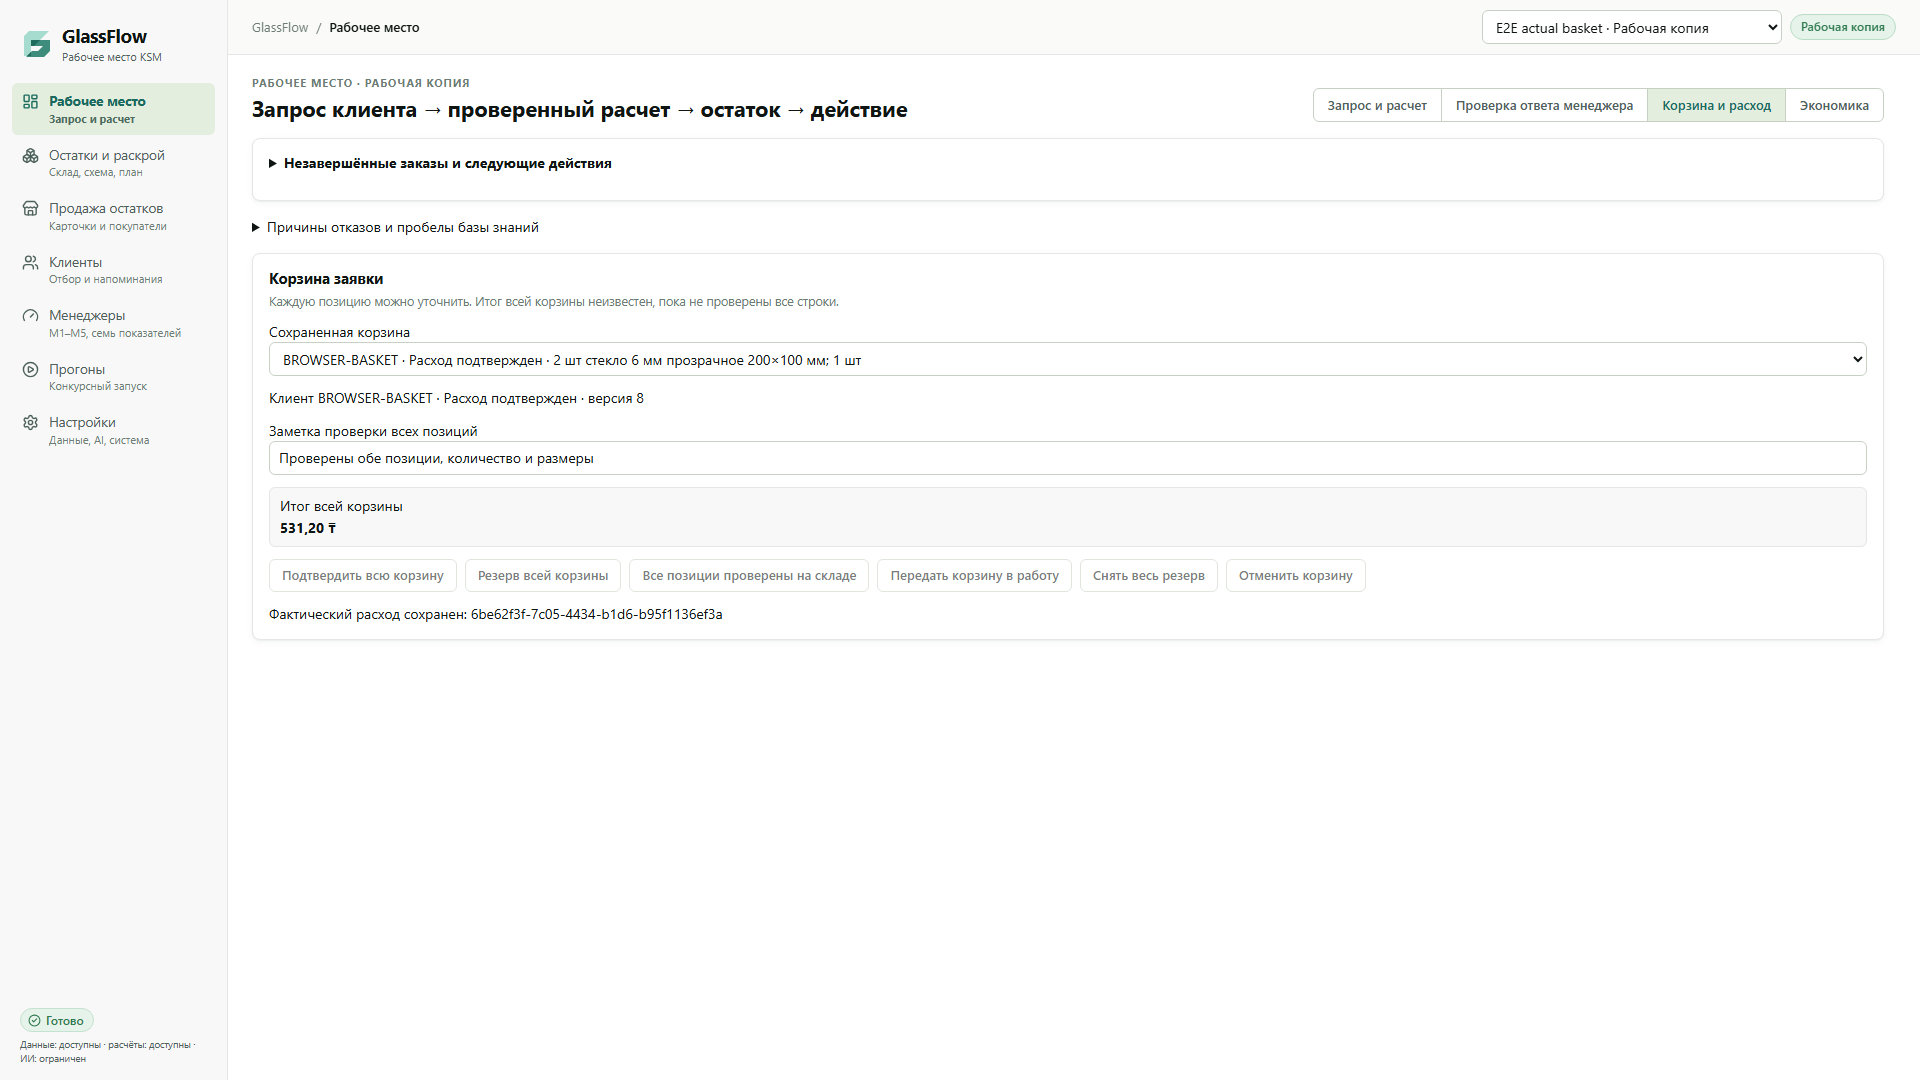 GlassFlow
Рабочее место KSM
Рабочее место
Запрос и расчет
Остатки и раскрой
Склад, схема, план
Продажа остатков
Карточки и покупатели
Клиенты
Отбор и напоминания
Менеджеры
М1–М5, семь показателей
Прогоны
Конкурсный запуск
Настройки
Данные, AI, система
Готово
Данные: доступны · расчёты: доступны ·
ИИ: ограничен
GlassFlow / Рабочее место
E2E actual basket · Рабочая копия
Рабочая копия
РАБОЧЕЕ МЕСТО · РАБОЧАЯ КОПИЯ
Запрос клиента → проверенный расчет → остаток → действие
Запрос и расчет
Проверка ответа менеджера
Корзина и расход
Экономика
Незавершённые заказы и следующие действия
Причины отказов и пробелы базы знаний
Корзина заявки
Каждую позицию можно уточнить. Итог всей корзины неизвестен, пока не проверены все строки.
Сохраненная корзина
BROWSER-BASKET · Расход подтвержден · 2 шт стекло 6 мм прозрачное 200×100 мм; 1 шт
Клиент BROWSER-BASKET · Расход подтвержден · версия 8
Заметка проверки всех позиций
Проверены обе позиции, количество и размеры
Итог всей корзины
531,20 ₸
Подтвердить всю корзину
Резерв всей корзины
Все позиции проверены на складе
Передать корзину в работу
Снять весь резерв
Отменить корзину
Фактический расход сохранен: 6be62f3f-7c05-4434-b1d6-b95f1136ef3a